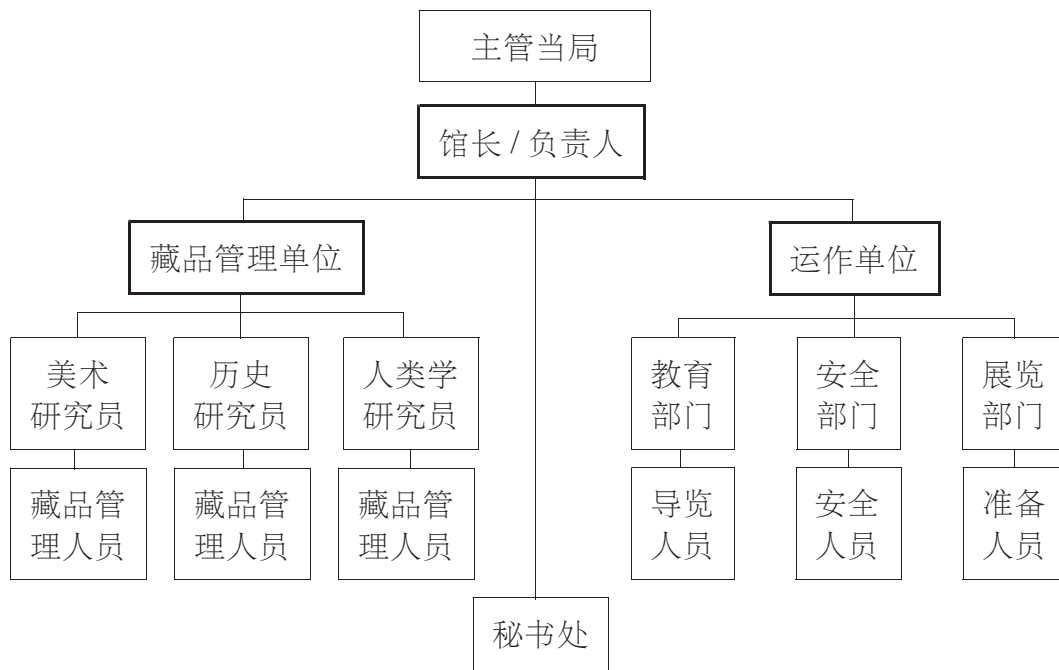 主管当局
馆长 / 负责人
藏品管理单位
运作单位
美术
研究员
历史
研究员
人类学
研究员
教育
部门
安全
部门
展览
部门
藏品管
理人员
藏品管
理人员
藏品管
理人员
导览
人员
安全
人员
准备
人员
秘书处